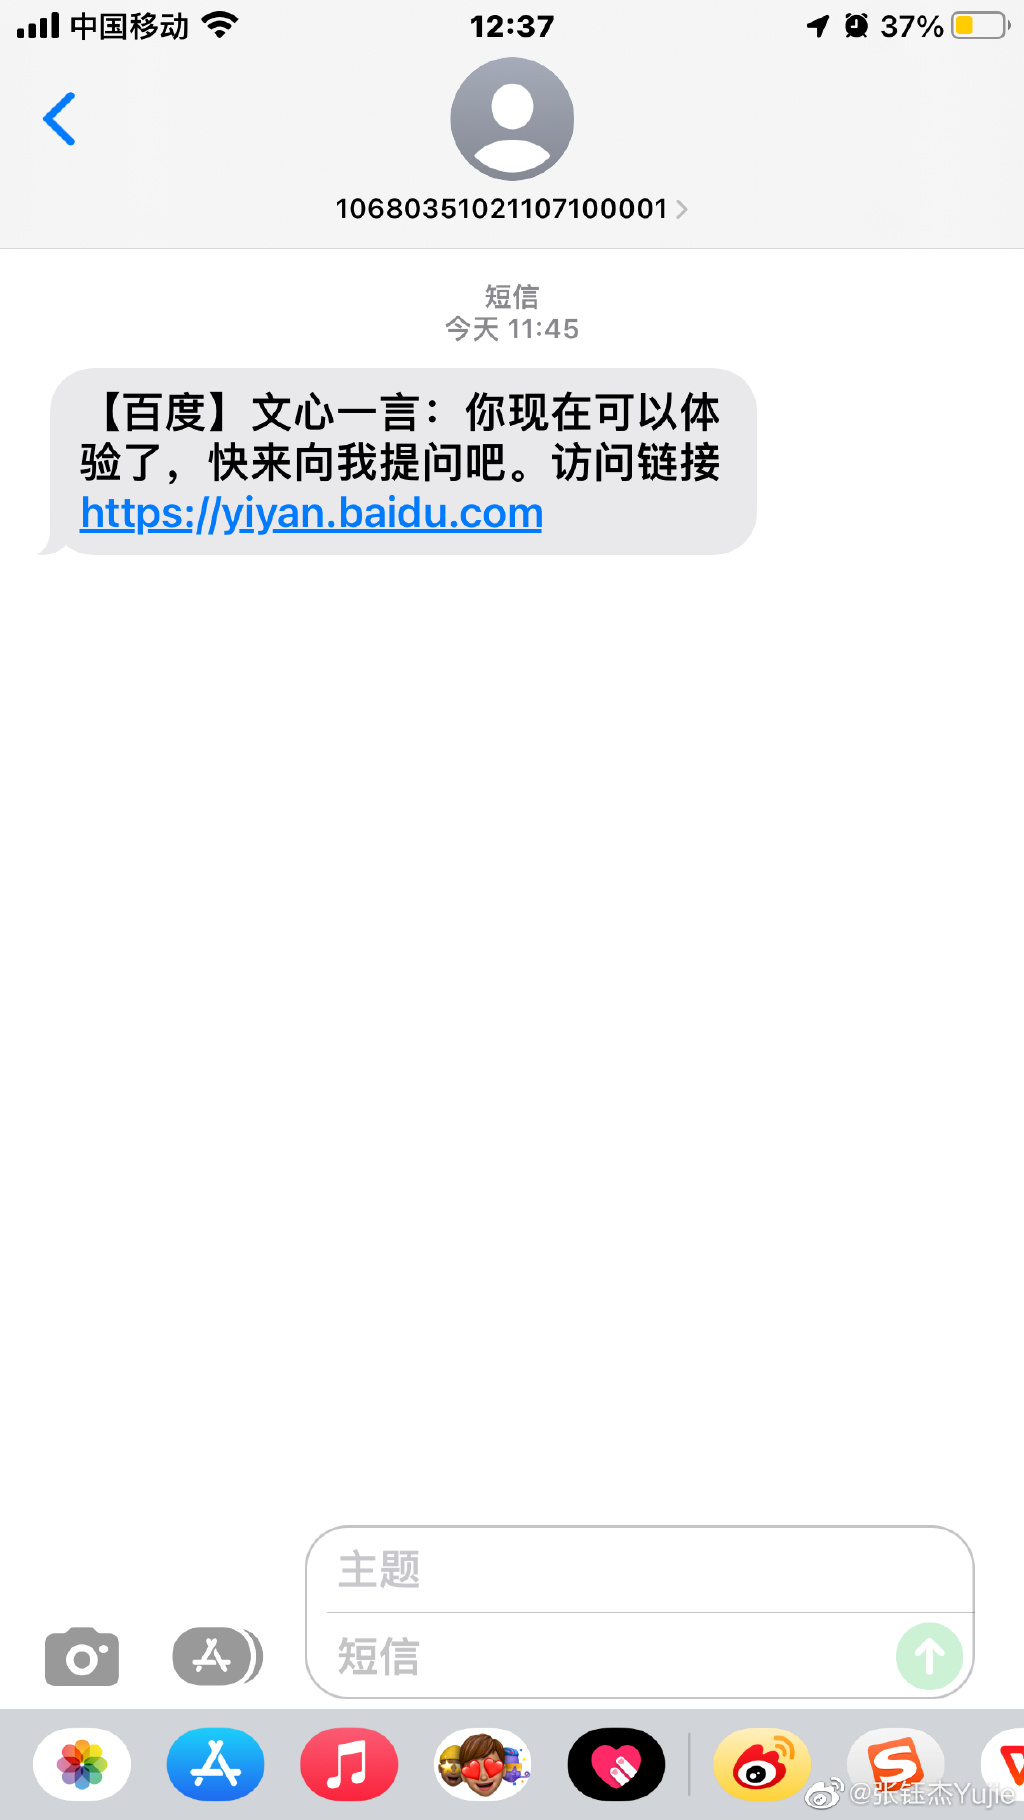 中国移动
12:37
37%
10680351021107100001
短信
今天 11:45
【百度】文心一言：你现在可以体
验了，快来向我提问吧。访问链接
https://yiyan.baidu.com
主题
短信
@张钰杰Yujie